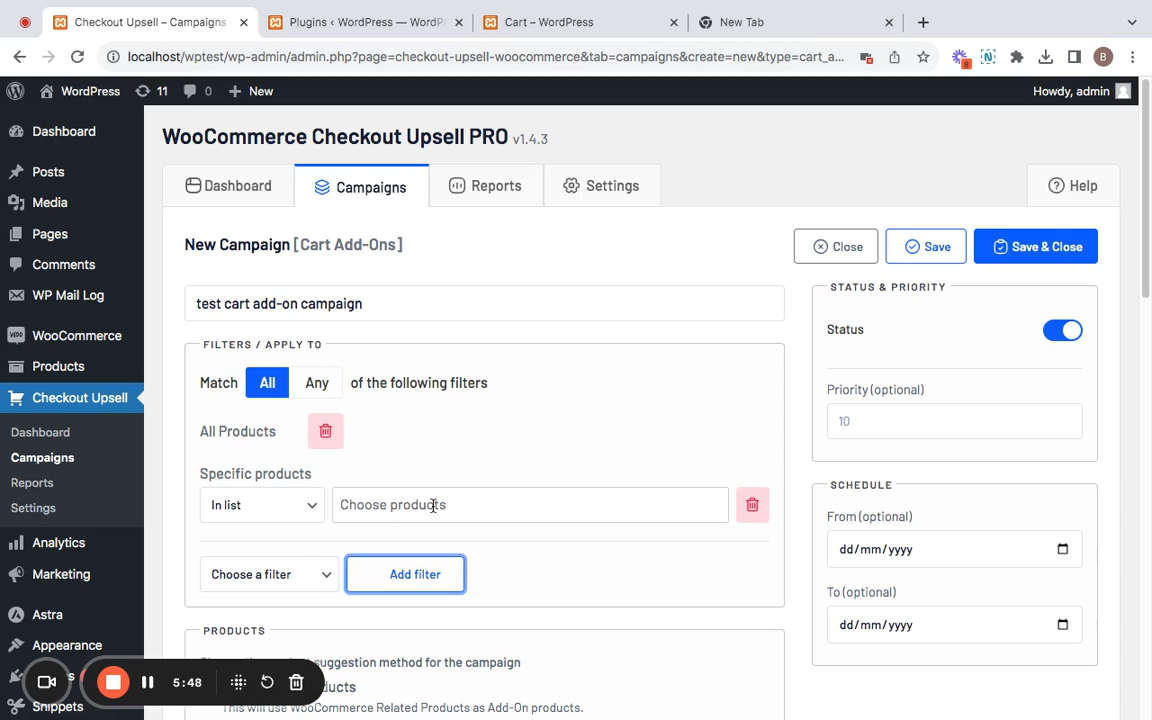 Checkout Upsell – Campaigns
Plugins ‹ WordPress — WordPr
Cart – WordPress
New Tab
localhost/wptest/wp-admin/admin.php?page=checkout-upsell-woocommerce&tab=campaigns&create=new&type=cart_a...
8
B
WordPress
11
0
New
Howdy, admin
Dashboard
Posts
Media
Pages
Comments
WP Mail Log
WooCommerce
Products
Checkout Upsell
Dashboard
Campaigns
Reports
Settings
Analytics
Marketing
Astra
Appearance
Snippets
WooCommerce Checkout Upsell PRO v1.4.3
Dashboard
Campaigns
Reports
Settings
Help
New Campaign [Cart Add-Ons]
Close
Save
Save & Close
test cart add-on campaign
FILTERS / APPLY TO
Match All Any of the following filters
All Products
Specific products
In list
Choose products
Choose a filter
Add filter
PRODUCTS
suggestion method for the campaign
This will use WooCommerce Related Products as Add-On products.
STATUS & PRIORITY
Status
Priority (optional)
10
SCHEDULE
From (optional)
dd/mm/yyyy
To (optional)
dd/mm/yyyy
5:48